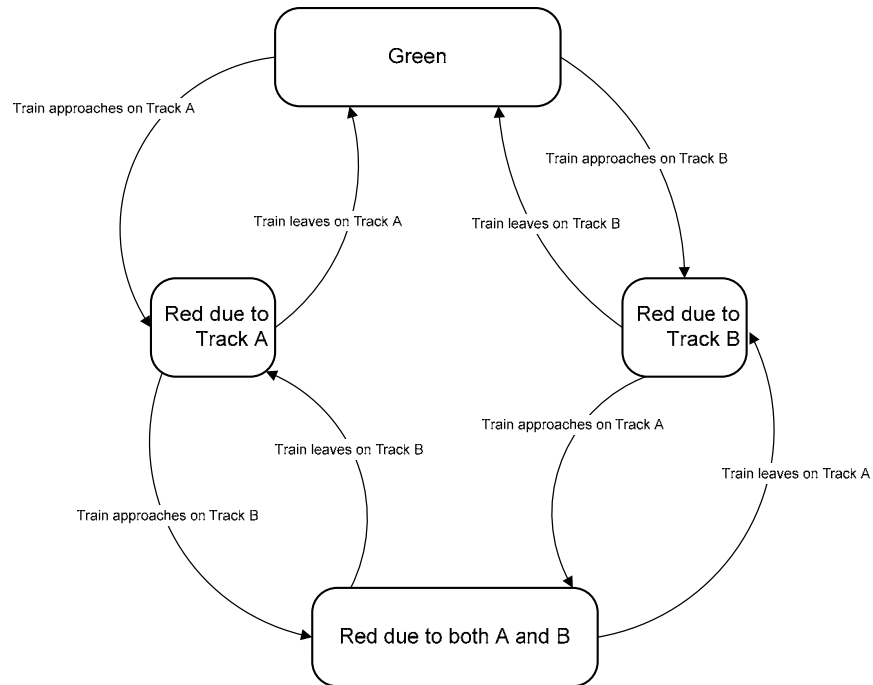 Green
Train approaches on Track A
Train approaches on Track B
Train leaves on Track A
Train leaves on Track B
Red due to
Track A
Red due to
Track B
Train approaches on Track A
Train leaves on Track B
Train leaves on Track A
Train approaches on Track B
Red due to both A and B